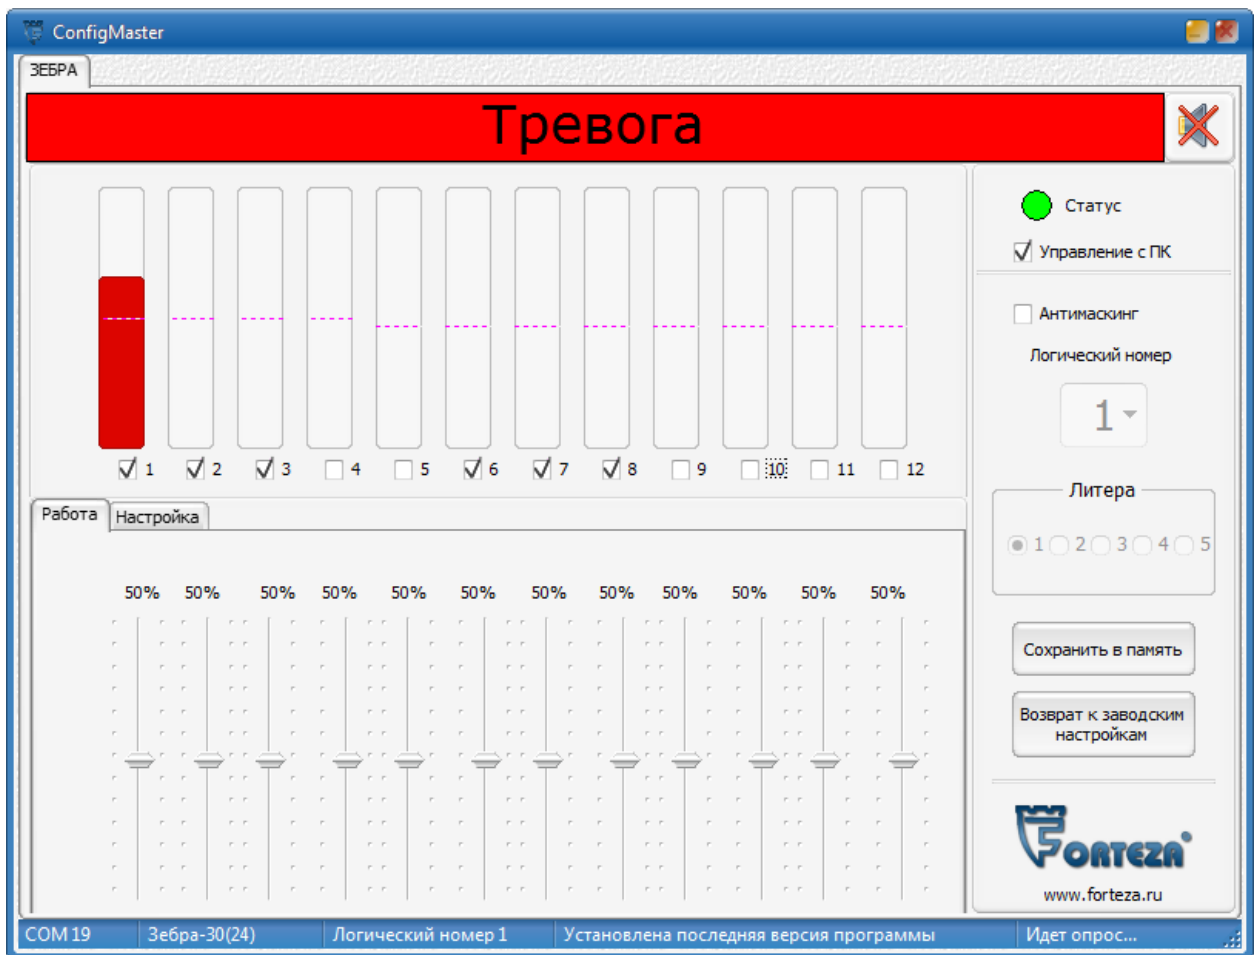 ConfigMaster
ЗЕБРА
Тревога
Статус
Управление с ПК
Антимаскинг
Логический номер
1
1 2 3 4 5 6 7 8 9 10 11 12
Литера
1 2 3 4 5
Работа Настройка
50% 50% 50% 50% 50% 50% 50% 50% 50% 50% 50% 50%
Сохранить в память
Возврат к заводским
настройкам
FORTEZA
www.forteza.ru
COM 19 Зебра-30(24) Логический номер 1 Установлена последняя версия программы Идет опрос...